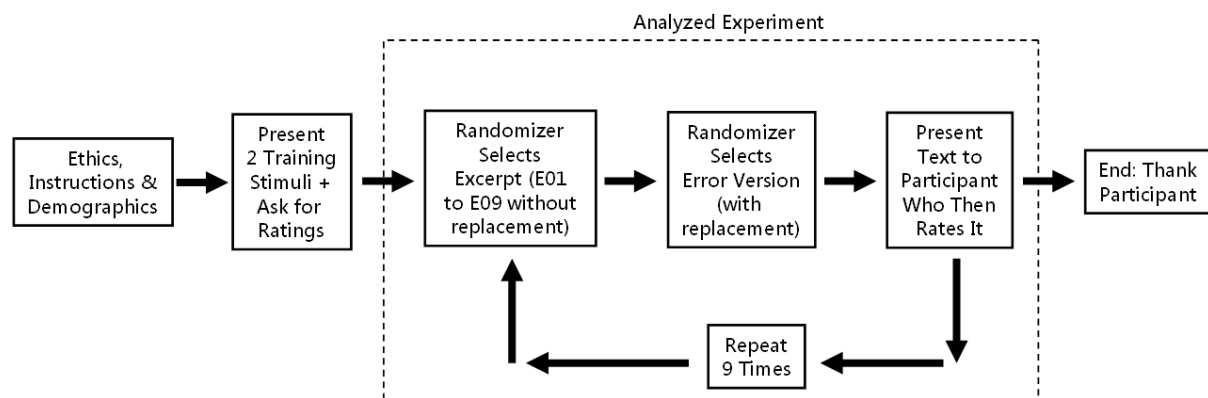 Analyzed Experiment
Ethics,
Instructions &
Demographics
Present
2 Training
Stimuli +
Ask for
Ratings
Randomizer
Selects
Excerpt (E01
to E09 without
replacement)
Randomizer
Selects
Error Version
(with
replacement)
Present
Text to
Participant
Who Then
Rates It
End: Thank
Participant
Repeat
9 Times